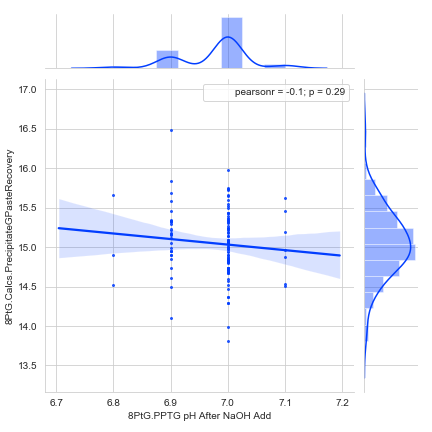 pearsonr = -0.1; p = 0.29
17.0
16.5
16.0
15.5
15.0
14.5
14.0
13.5
8PtG.Calcs.PrecipitateGPasteRecovery
6.7 6.8 6.9 7.0 7.1 7.2
8PtG.PPTG pH After NaOH Add